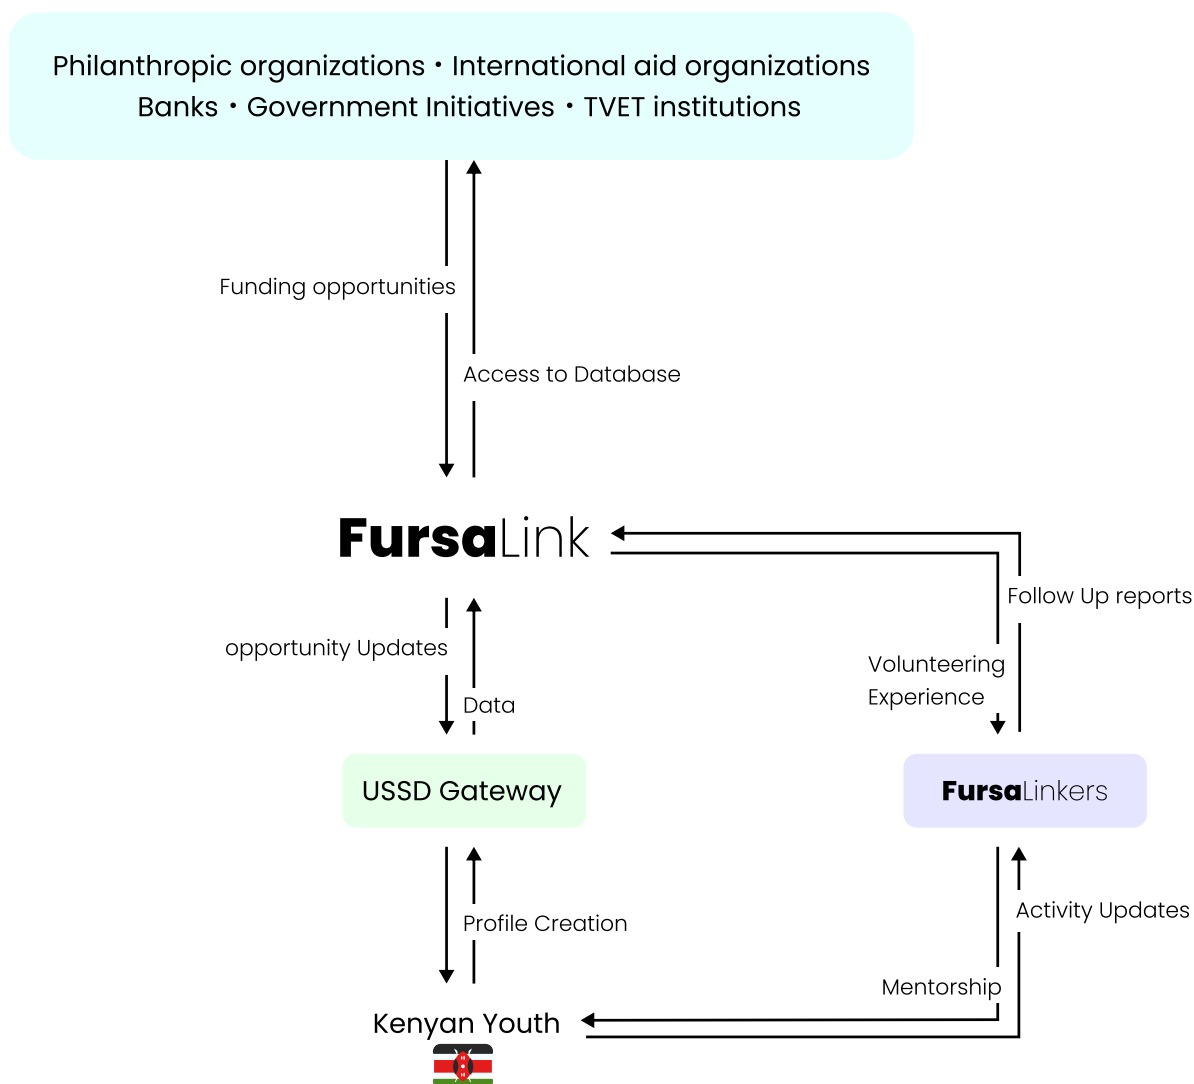 Philanthropic organizations • International aid organizations
Banks • Government Initiatives • TVET institutions
Funding opportunities
Access to Database
FursaLink
Follow Up reports
opportunity Updates
Volunteering
Experience
Data
USSD Gateway
FursaLinkers
Activity Updates
Profile Creation
Mentorship
Kenyan Youth